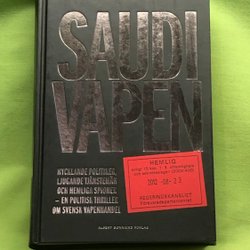 SAUDI
VAPEN
NYCKLANDE POLITIKER,
LJUGANDE TJÄNSTEMÄN
OCH HEMLIGA SPIONER
– EN POLITISK THRILLER
OM SVENSK VAPENHANDEL
HEMLIG
REGERINGSKANSLIET
Försvarsdepartementet
ALBERT BONNIERS FÖRLAG